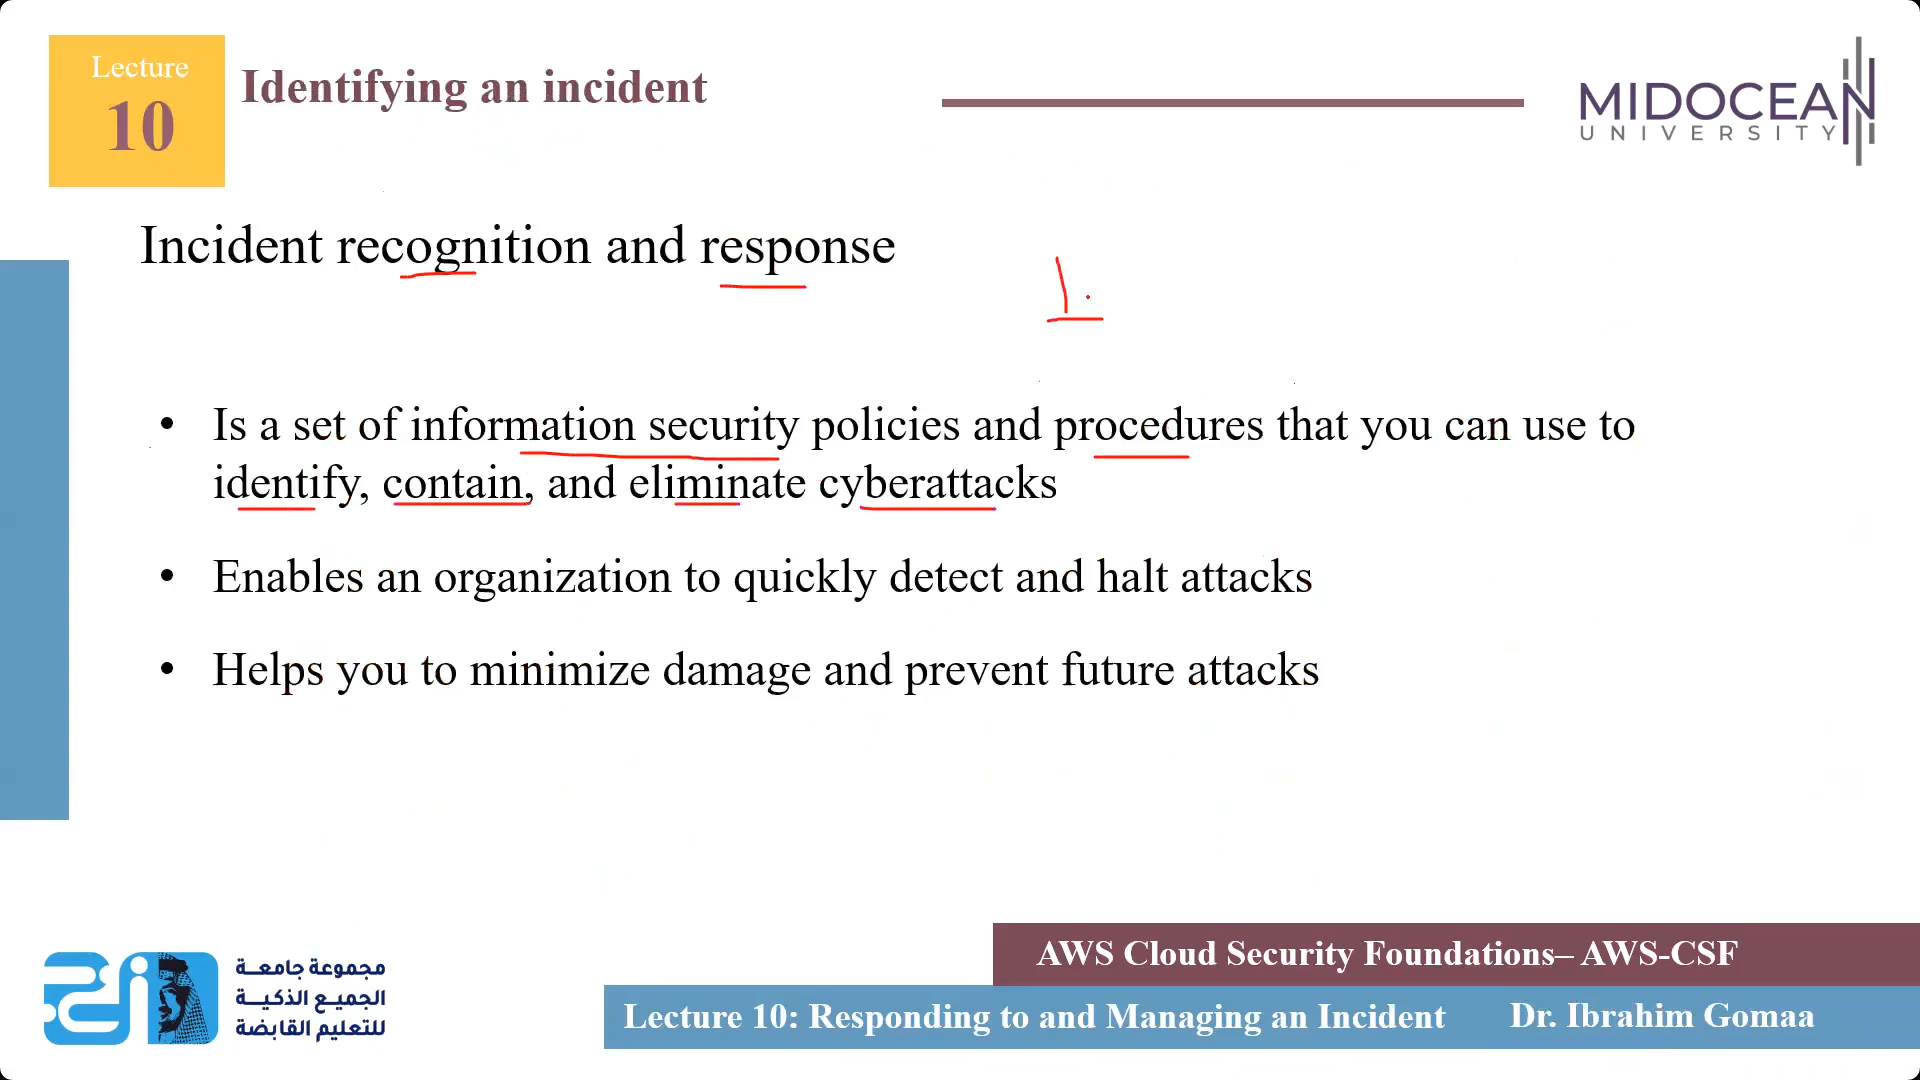 Lecture
10
Identifying an incident
MIDOCEAN
UNIVERSITY
Incident recognition and response
١٠
• Is a set of information security policies and procedures that you can use to
identify, contain, and eliminate cyberattacks
• Enables an organization to quickly detect and halt attacks
• Helps you to minimize damage and prevent future attacks
مجموعة جامعة
الجميع الذكية
للتعليم القابضة
AWS Cloud Security Foundations– AWS-CSF
Lecture 10: Responding to and Managing an Incident Dr. Ibrahim Gomaa